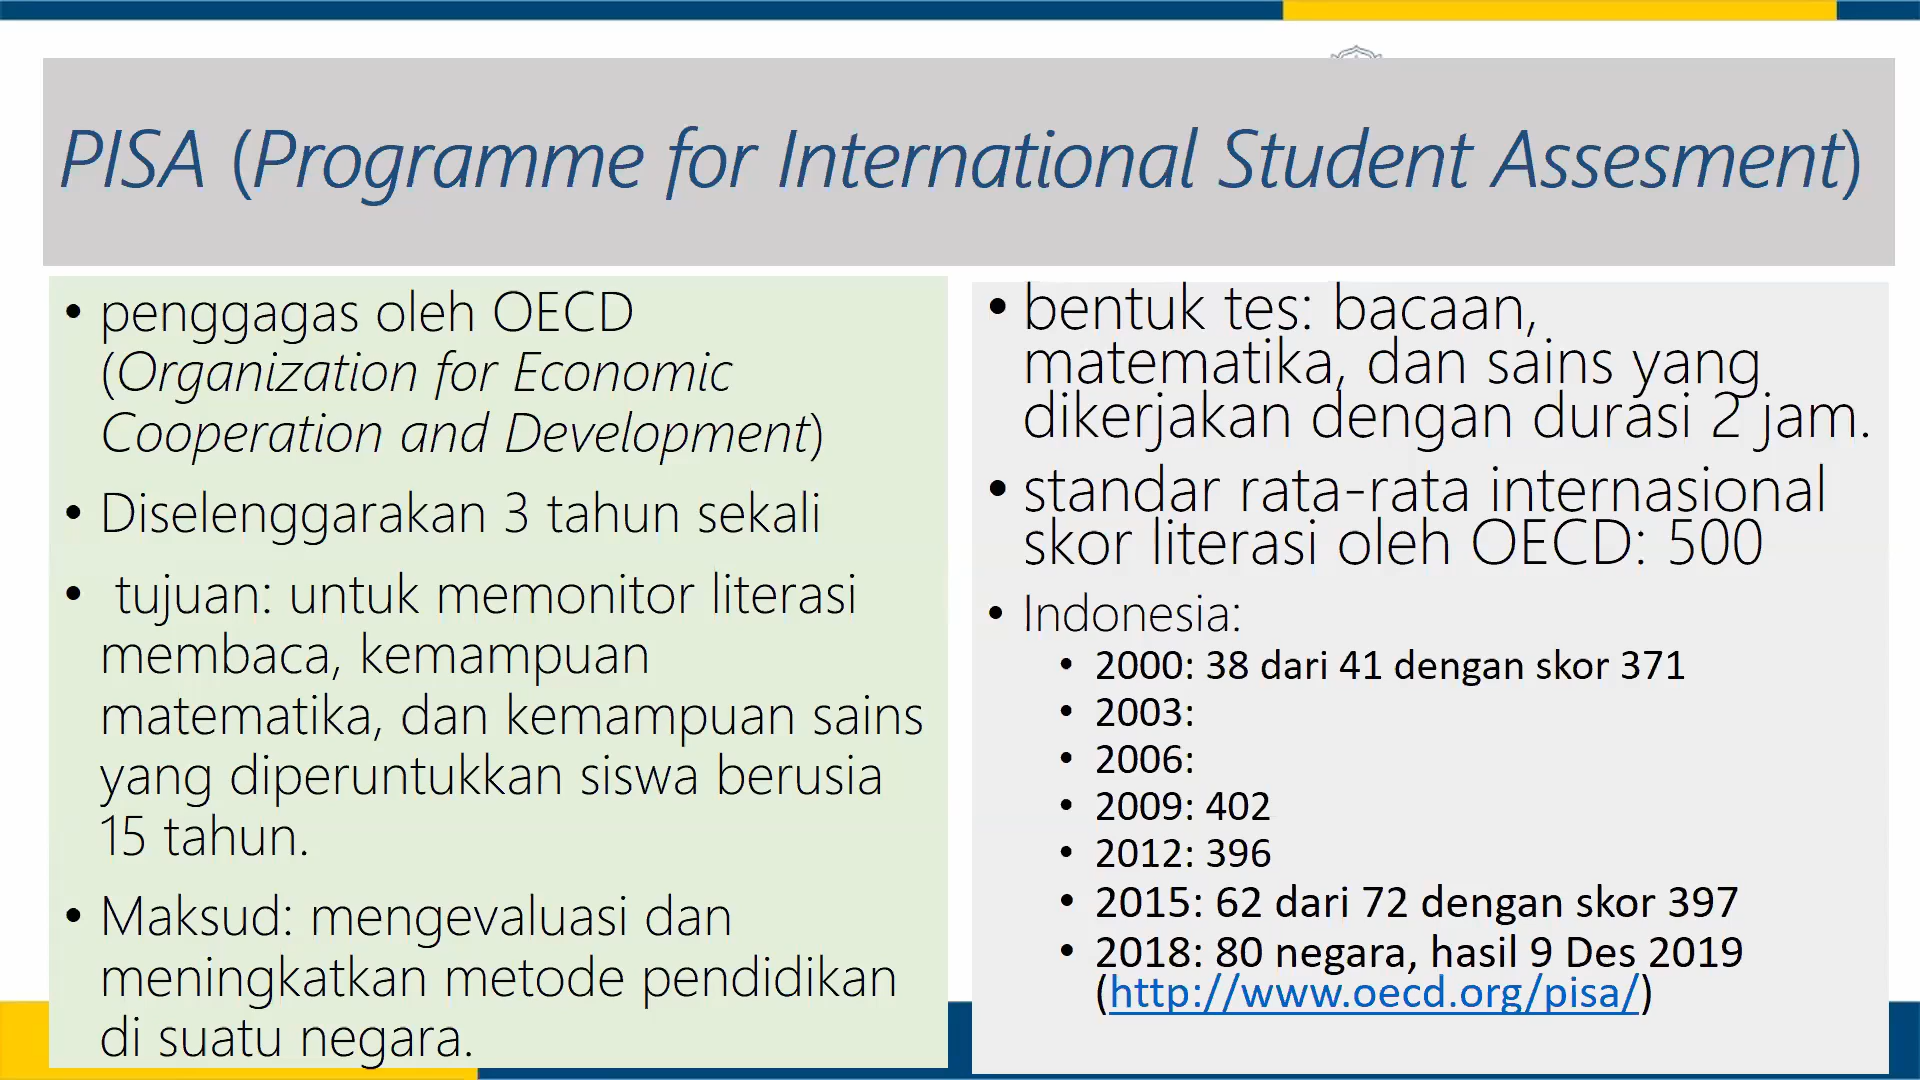 PISA (Programme for International Student Assesment)
• penggagas oleh OECD
(Organization for Economic
Cooperation and Development)
• Diselenggarakan 3 tahun sekali
• tujuan: untuk memonitor literasi
membaca, kemampuan
matematika, dan kemampuan sains
yang diperuntukkan siswa berusia
15 tahun.
• Maksud: mengevaluasi dan
meningkatkan metode pendidikan
di suatu negara.
• bentuk tes: bacaan,
matematika, dan sains yang
dikerjakan dengan durasi 2 jam.
• standar rata-rata internasional
skor literasi oleh OECD: 500
• Indonesia:
• 2000: 38 dari 41 dengan skor 371
• 2003:
• 2006:
• 2009: 402
• 2012: 396
• 2015: 62 dari 72 dengan skor 397
• 2018: 80 negara, hasil 9 Des 2019
(http://www.oecd.org/pisa/)